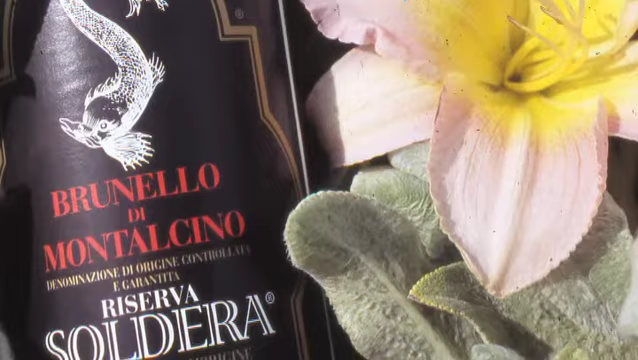 ®
BRUNELLO
DI
MONTALCINO
DENOMINAZIONE DI ORIGINE CONTROLLATA
E GARANTITA
RISERVA
SOLDERA®